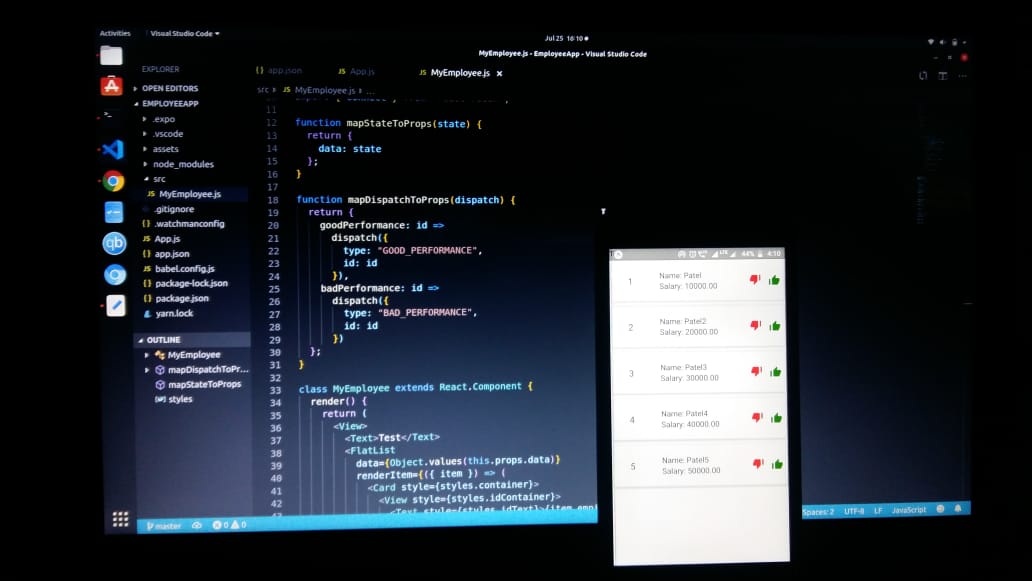 Activities
Visual Studio Code
Jul 25 16:10
MyEmployee.js - EmployeeApp - Visual Studio Code
EXPLORER
OPEN EDITORS
EMPLOYEEAPP
.expo
.vscode
assets
node_modules
src
JS MyEmployee.js
.gitignore
{} .watchmanconfig
JS App.js
{} app.json
JS babel.config.js
{} package-lock.json
{} package.json
yarn.lock
OUTLINE
MyEmployee
mapDispatchToPr...
mapStateToProps
styles
{} app.json
JS App.js
JS MyEmployee.js ×
src
JS MyEmployee.js
...
11
12 function mapStateToProps(state) {
13 return {
14 data: state
15 };
16 }
17
18 function mapDispatchToProps(dispatch) {
19 return {
20 goodPerformance: id =>
21 dispatch({
22 type: "GOOD_PERFORMANCE",
23 id: id
24 }),
25 badPerformance: id =>
26 dispatch({
27 type: "BAD_PERFORMANCE",
28 id: id
29 })
30 };
31 }
32
33 class MyEmployee extends React.Component {
34 render() {
35 return (
36 <View>
37 <Text>Test</Text>
38 <FlatList
39 data={Object.values(this.props.data)}
40 renderItem={({ item }) => (
41 <Card style={styles.container}>
42 <View style={styles.idContainer}>
43 <Text style={styles.idText}>{item.emp
master
0
0
Spaces: 2
UTF-8
LF
JavaScript
qb
LTE
44%
4:10
1
Name: Patel
Salary: 10000.00
2
Name: Patel2
Salary: 20000.00
3
Name: Patel3
Salary: 30000.00
4
Name: Patel4
Salary: 40000.00
5
Name: Patel5
Salary: 50000.00